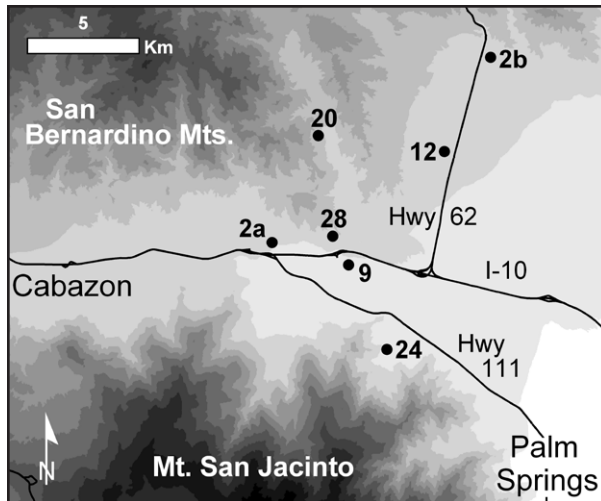 5
Km
2b
San
Bernardino Mts.
20
12
Hwy 62
2a
28
9
I-10
Cabazon
24
Hwy
111
N
Mt. San Jacinto
Palm
Springs